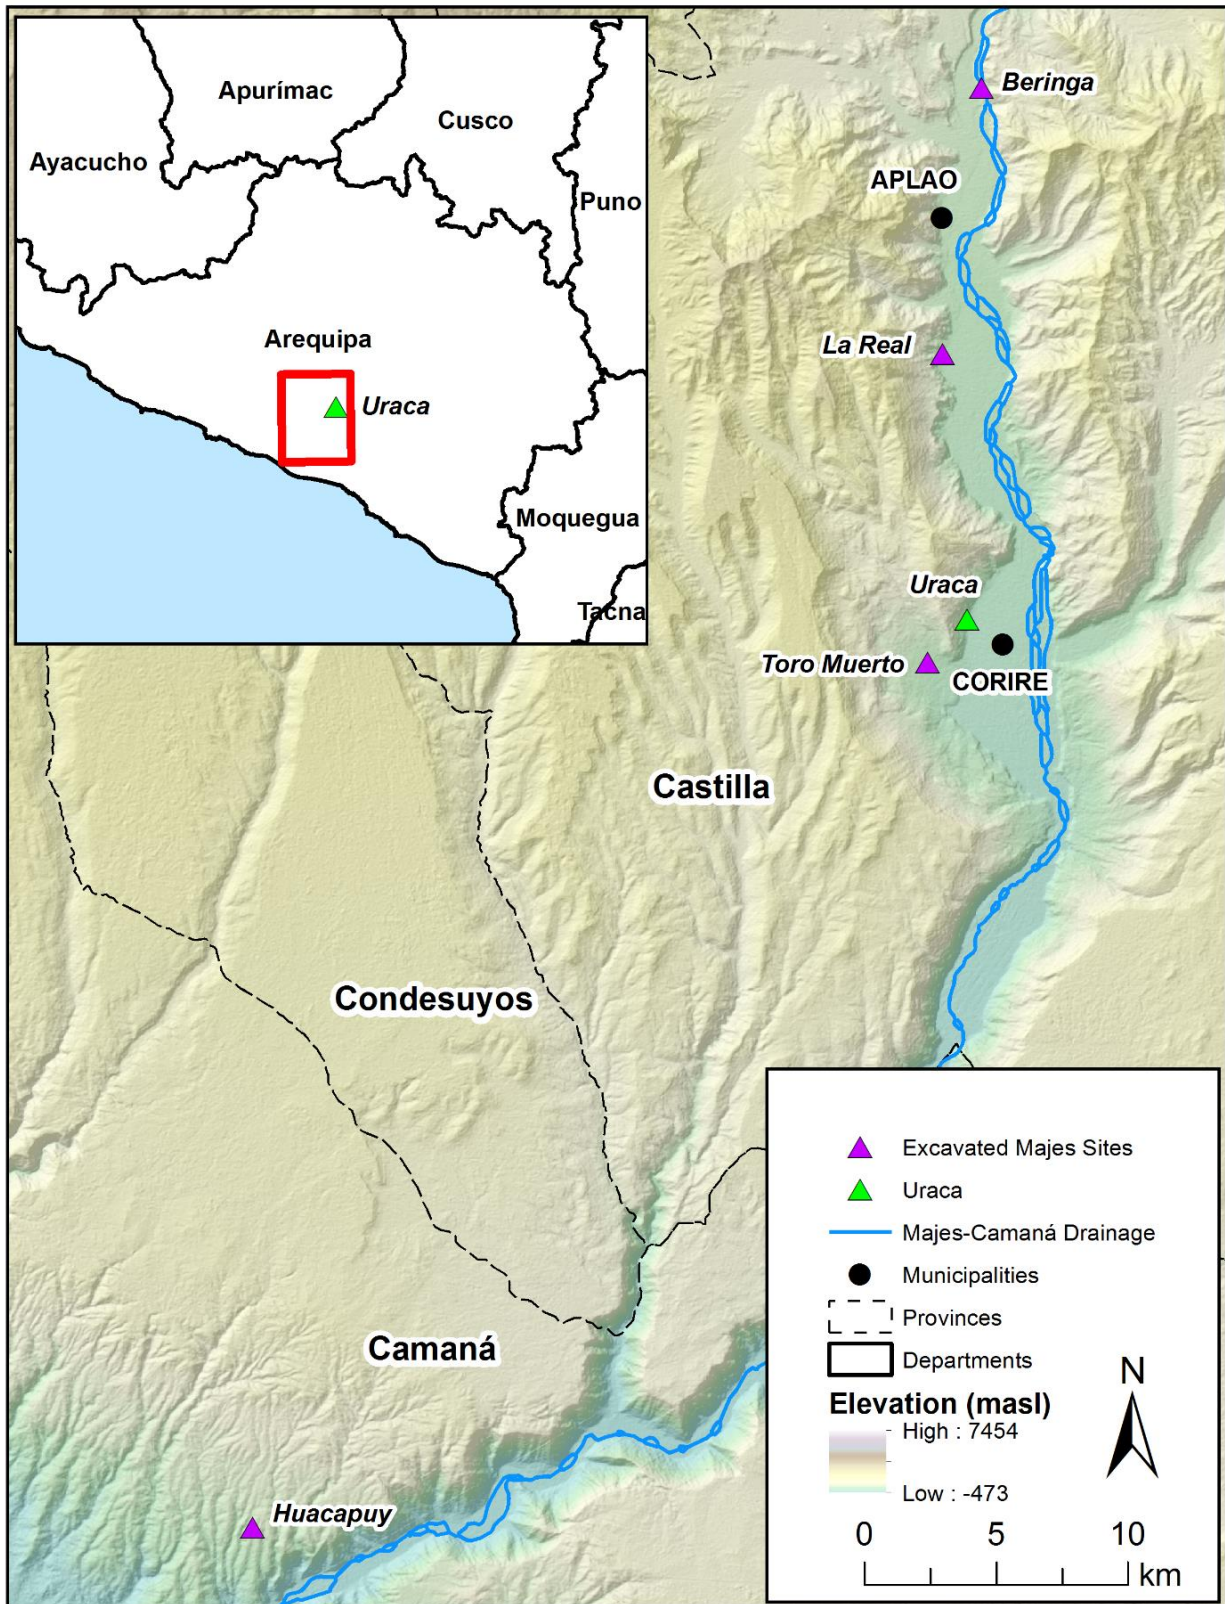 Apurímac
Cusco
Ayacucho
Puno
Arequipa
Uraca
Moquegua
Tacna
Beringa
APLAO
La Real
Uraca
Toro Muerto
CORIRE
Castilla
Condesuyos
Camaná
Huacapuy
Excavated Majes Sites
Uraca
Majes-Camaná Drainage
Municipalities
Provinces
Departments
Elevation (masl)
High : 7454
Low : -473
N
0 5 10
km